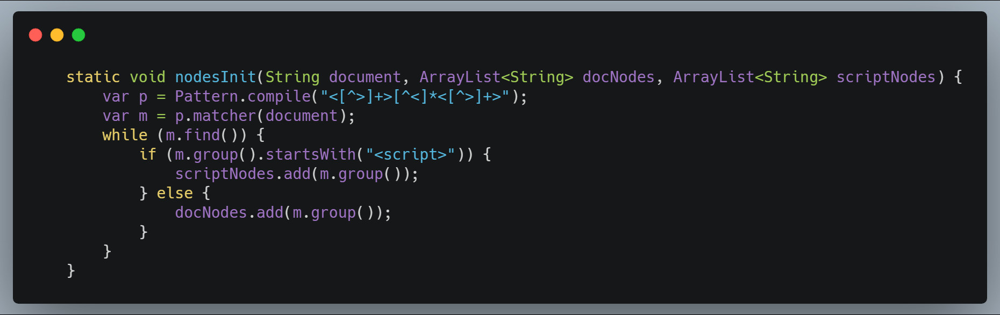 static void nodesInit(String document, ArrayList<String> docNodes, ArrayList<String> scriptNodes) {
    var p = Pattern.compile("<[^>]+>[^<]*<[^>]+>");
    var m = p.matcher(document);
    while (m.find()) {
        if (m.group().startsWith("<script>")) {
            scriptNodes.add(m.group());
        } else {
            docNodes.add(m.group());
        }
    }
}